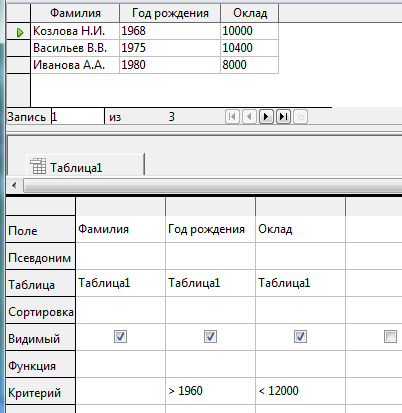 Фамилия Год рождения Оклад
Козлова Н.И. 1968 10000
Васильев В.В. 1975 10400
Иванова А.А. 1980 8000
Запись 1 из 3
Таблица1
Поле Фамилия Год рождения Оклад
Псевдоним
Таблица Таблица1 Таблица1 Таблица1
Сортировка
Видимый
Функция
Критерий > 1960 < 12000